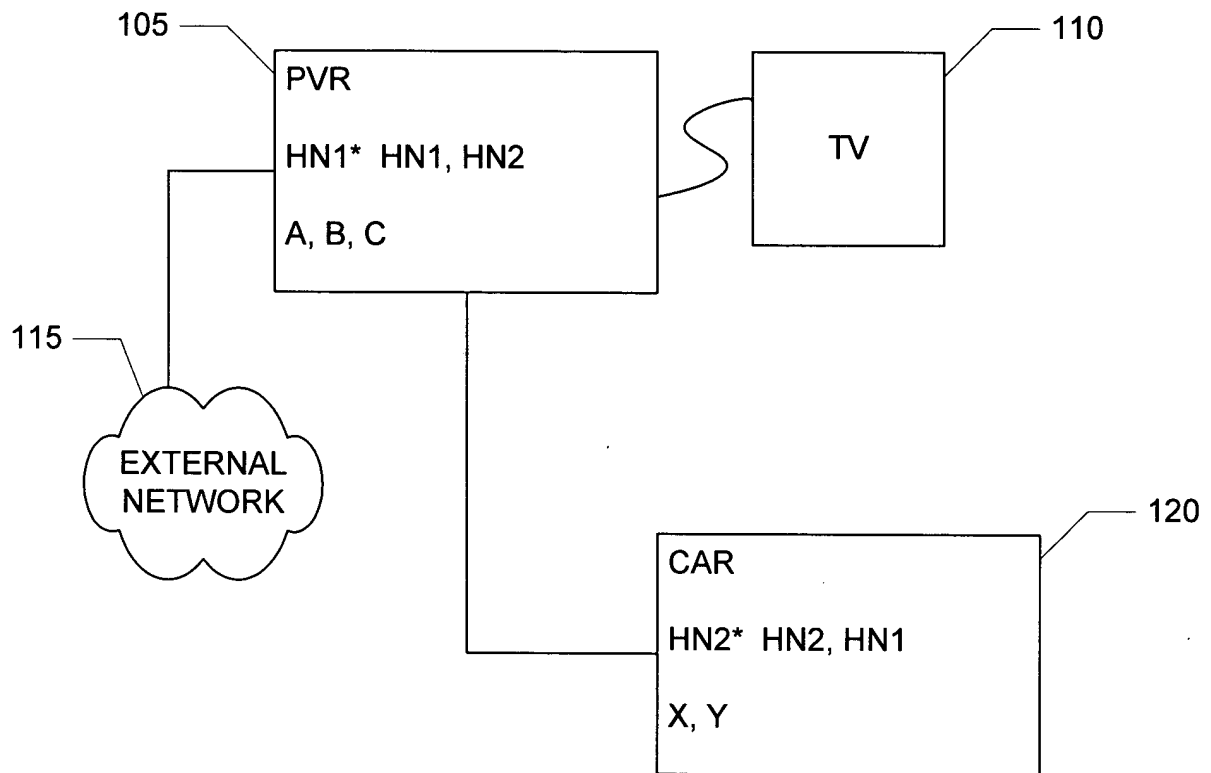 105
110
PVR
HN1* HN1, HN2
A, B, C
TV
115
EXTERNAL
NETWORK
120
CAR
HN2* HN2, HN1
X, Y